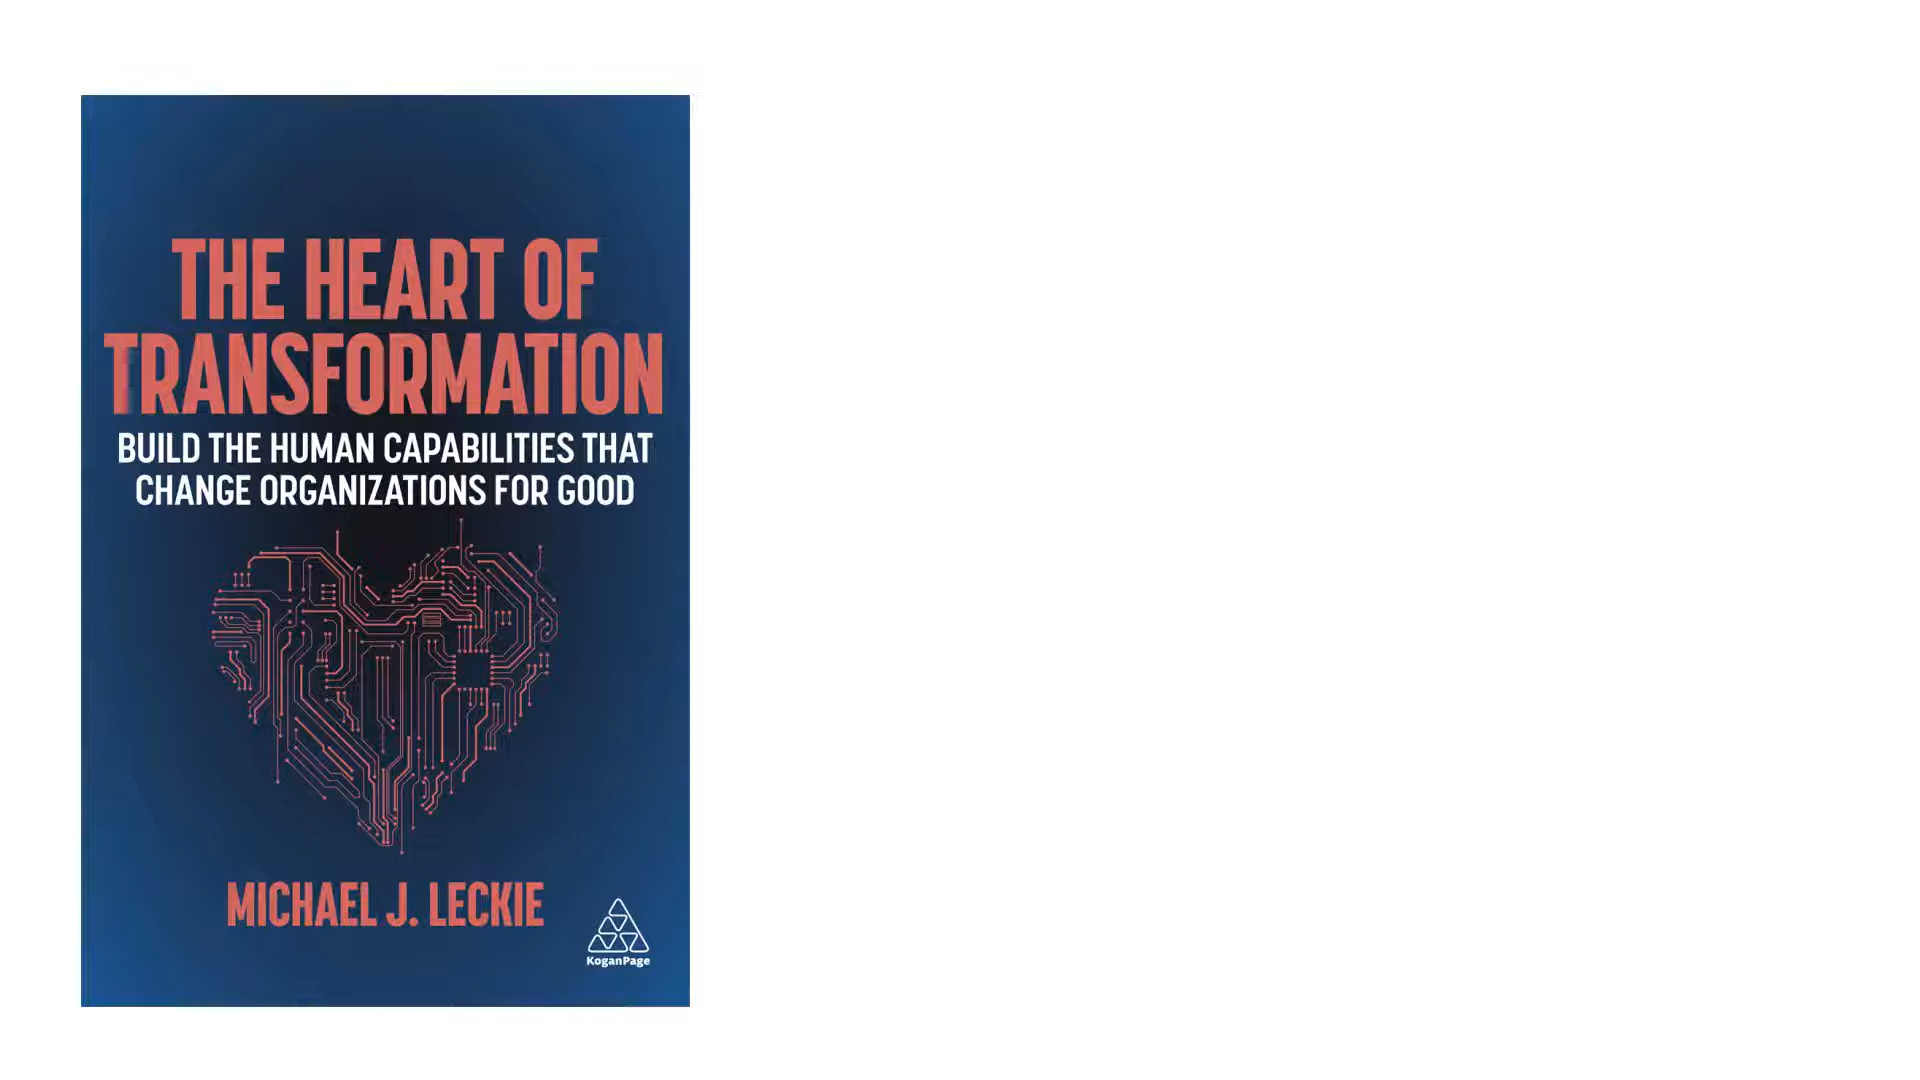 THE HEART OF
TRANSFORMATION
BUILD THE HUMAN CAPABILITIES THAT
CHANGE ORGANIZATIONS FOR GOOD
MICHAEL J. LECKIE
KoganPage